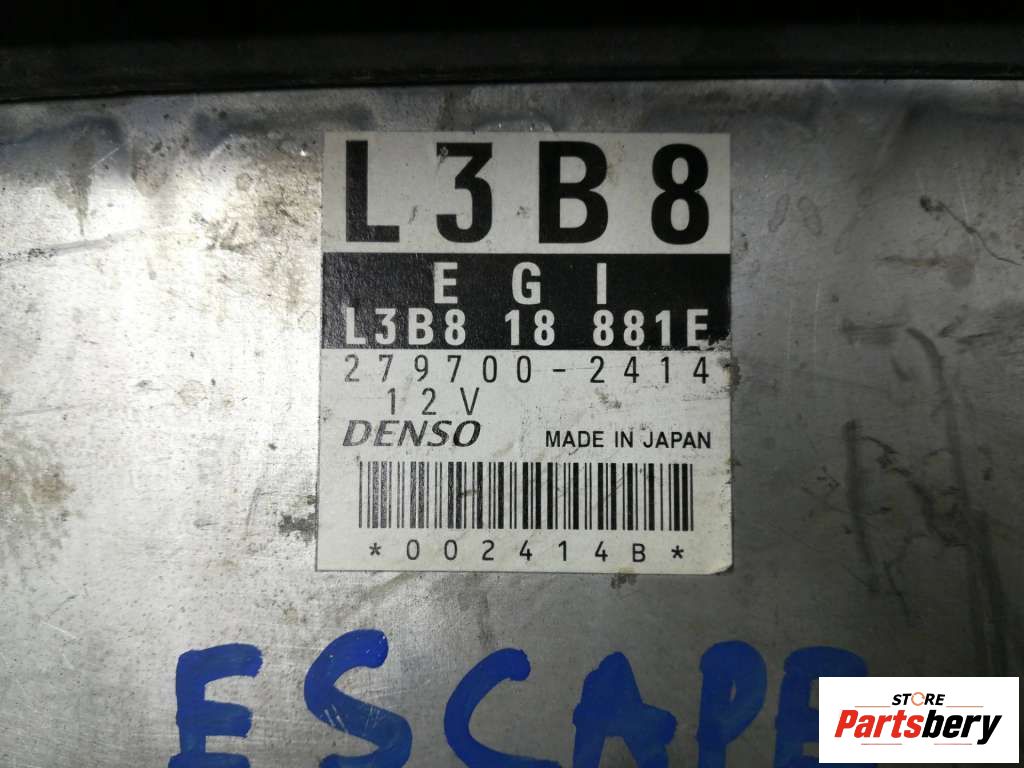 L3B8
E G I
L3B8 18 881E
279700-2414
12V
DENSO MADE IN JAPAN
*002414B*
ESCAPE
STORE
Partsbery